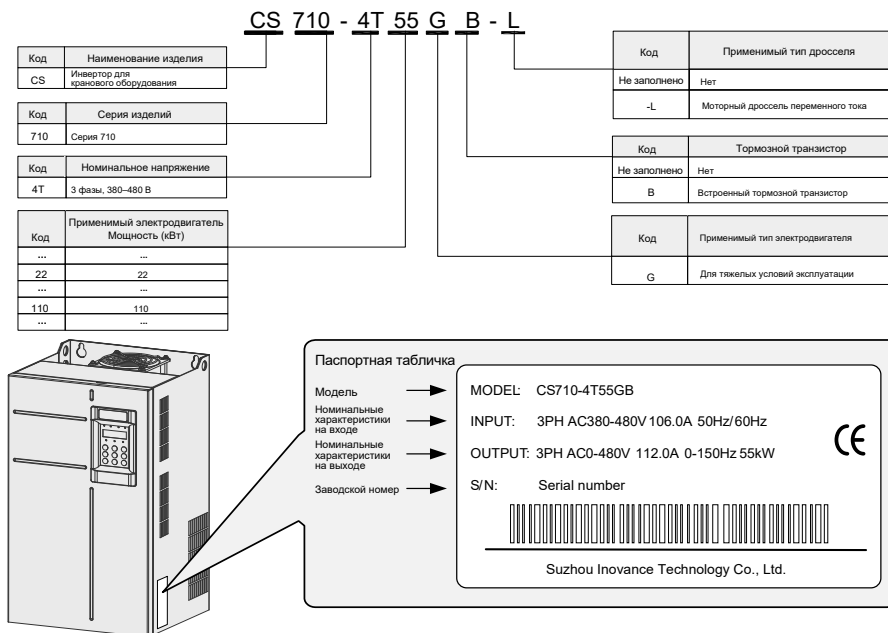 CS 710 - 4T 55 G B - L
Код Наименование изделия
CS Инвертор для
кранового оборудования
Код Серия изделий
710 Серия 710
Код Номинальное напряжение
4T 3 фазы, 380–480 В
Применимый электродвигатель
Код Мощность (кВт)
... ...
22 22
... ...
110 110
... ...
Код Применимый тип дросселя
Не заполнено Нет
-L Моторный дроссель переменного тока
Код Тормозной транзистор
Не заполнено Нет
B Встроенный тормозной транзистор
Код Применимый тип электродвигателя
G Для тяжелых условий эксплуатации
Паспортная табличка
Модель
Номинальные
характеристики
на входе
Номинальные
характеристики
на выходе
Заводской номер
MODEL: CS710-4T55GB
INPUT: 3PH AC380-480V 106.0A 50Hz/60Hz
OUTPUT: 3PH AC0-480V 112.0A 0-150Hz 55kW
S/N: Serial number
CE
Suzhou Inovance Technology Co., Ltd.